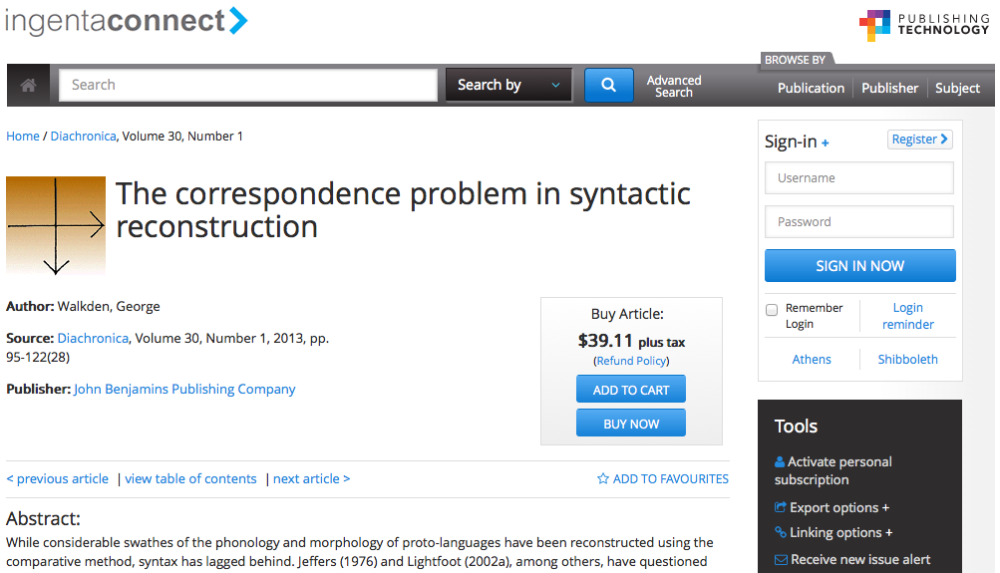 ingentaconnect
PUBLISHING
TECHNOLOGY
BROWSE BY
Search
Search by
Advanced
Search
Publication
Publisher
Subject
Home / Diachronica, Volume 30, Number 1
The correspondence problem in syntactic
reconstruction
Author: Walkden, George
Source: Diachronica, Volume 30, Number 1, 2013, pp.
95-122(28)
Publisher: John Benjamins Publishing Company
Buy Article:
$39.11 plus tax
(Refund Policy)
ADD TO CART
BUY NOW
< previous article | view table of contents | next article >
ADD TO FAVOURITES
Abstract:
While considerable swathes of the phonology and morphology of proto-languages have been reconstructed using the
comparative method, syntax has lagged behind. Jeffers (1976) and Lightfoot (2002a), among others, have questioned
Sign-in +
Register
Username
Password
SIGN IN NOW
Remember
Login
Login
reminder
Athens
Shibboleth
Tools
Activate personal
subscription
Export options +
Linking options +
Receive new issue alert